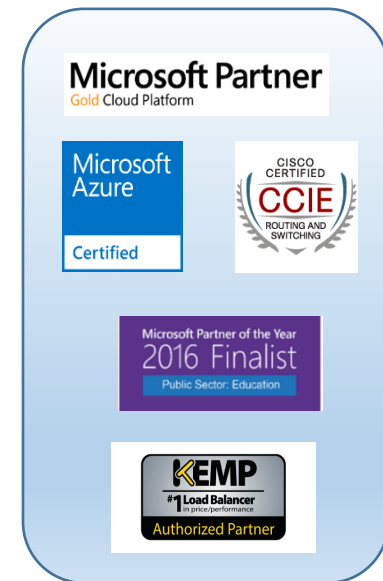 Microsoft Partner
Gold Cloud Platform
Microsoft
Azure
Certified
CISCO
CERTIFIED
CCIE
ROUTING AND
SWITCHING
Microsoft Partner of the Year
2016 Finalist
Public Sector: Education
KEMP
#1 Load Balancer
in price/performance
Authorized Partner